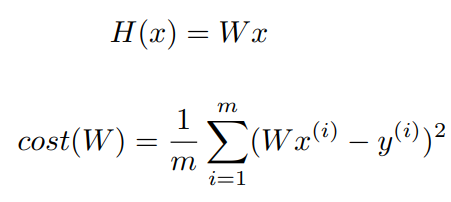 H(x) = Wx
cost(W) = \frac{1}{m} \sum_{i=1}^{m} (Wx^{(i)} - y^{(i)})^2